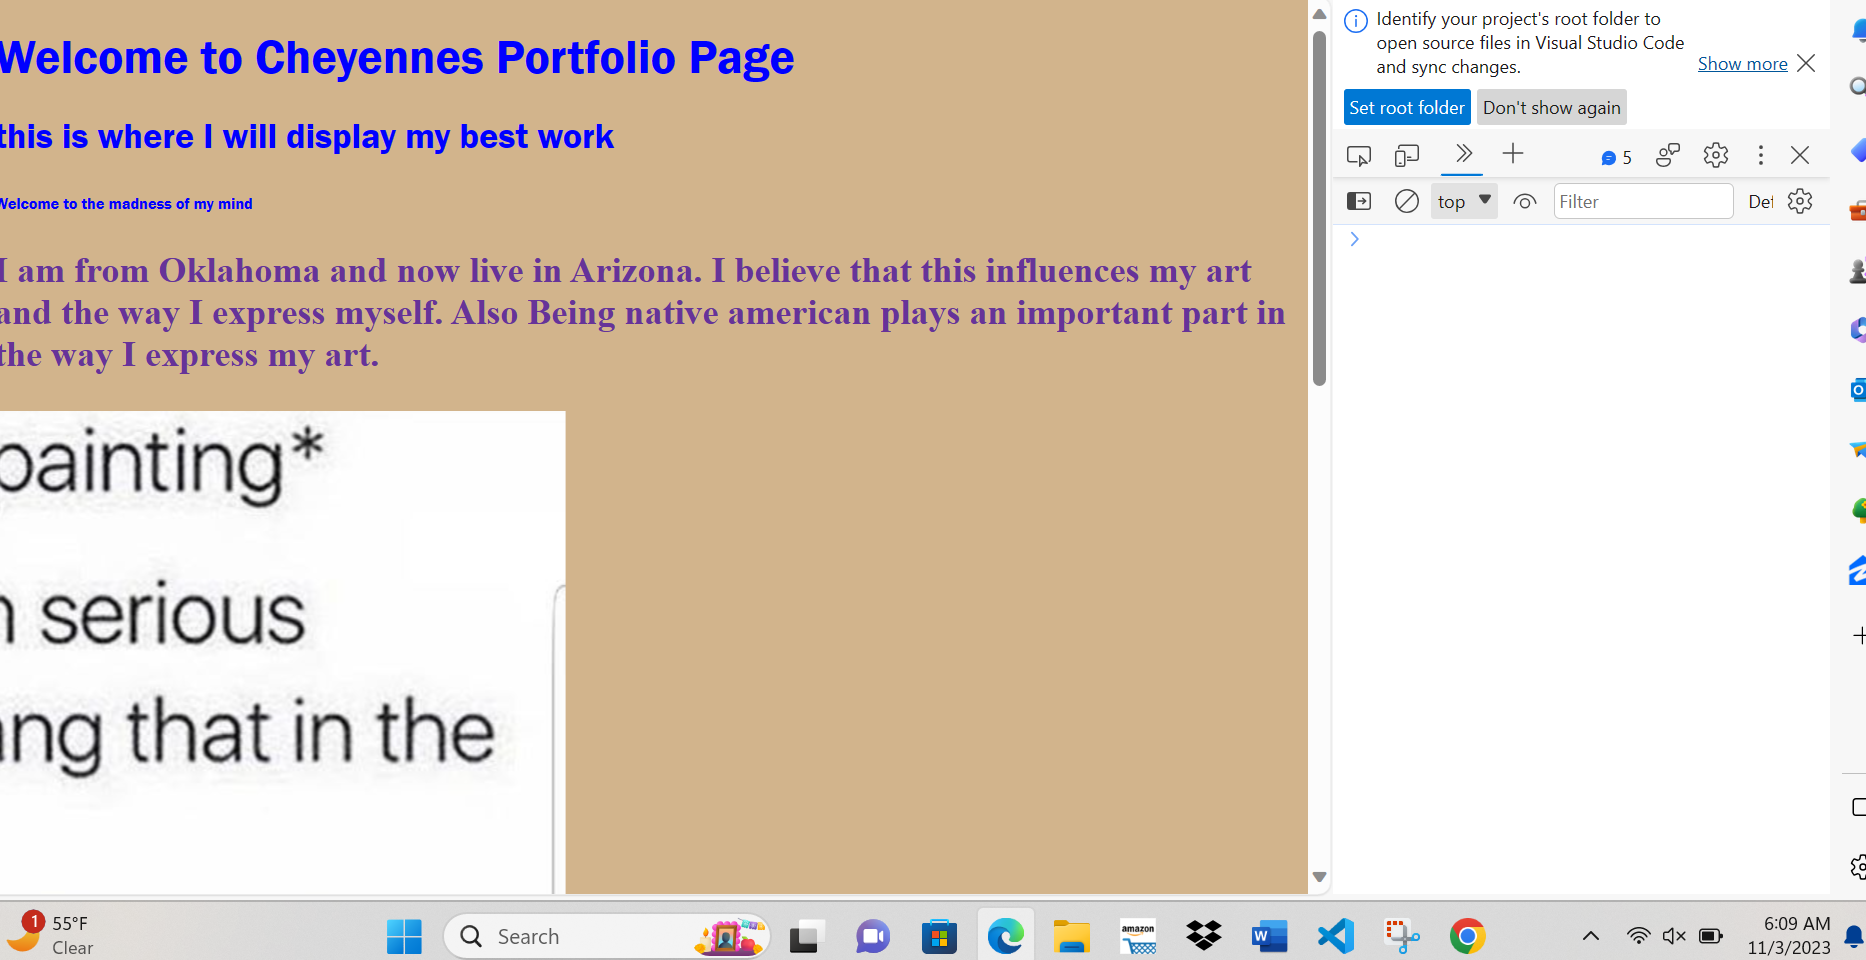 Welcome to Cheyennes Portfolio Page
this is where I will display my best work
Welcome to the madness of my mind
I am from Oklahoma and now live in Arizona. I believe that this influences my art
and the way I express myself. Also Being native american plays an important part in
the way I express my art.
painting*
serious
ang that in the
Identify your project's root folder to
open source files in Visual Studio Code
and sync changes.
Show more
Set root folder
Don't show again
5
top
Filter
Def
1
55°F
Clear
Search
amazon
W
6:09 AM
11/3/2023